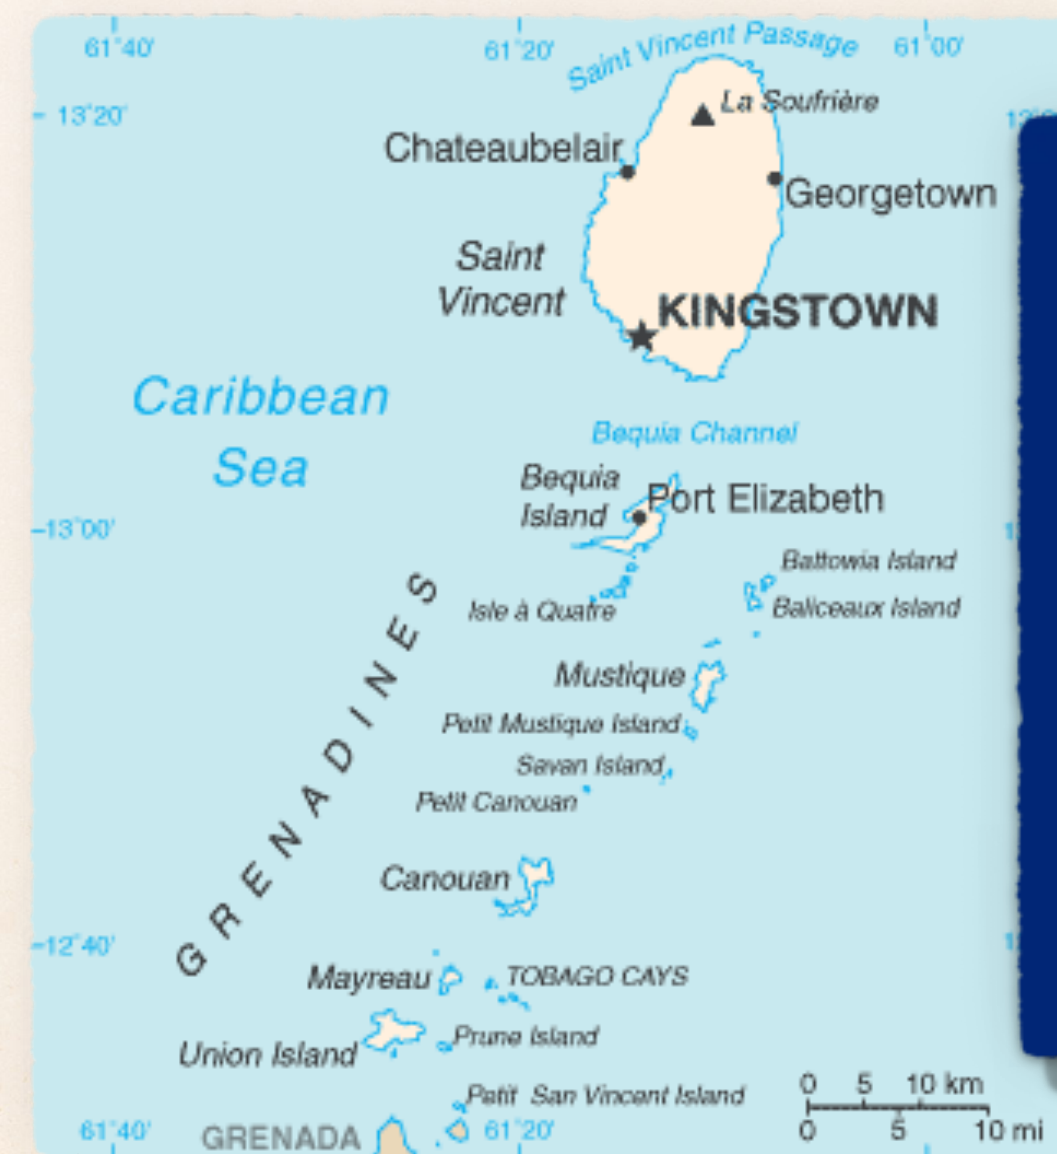 61°40'
61°20'
Saint Vincent Passage
61°00'
13°20'
La Soufrière
Chateaubelair
Georgetown
Saint
Vincent
KINGSTOWN
Caribbean
Sea
Bequia Channel
Bequia
Island
Port Elizabeth
13°00'
Battowia Island
Isle à Quatre
Baliceaux Island
GRENADINES
Mustique
Petit Mustique Island
Savan Island
Petit Canouan
Canouan
12°40'
Mayreau
TOBAGO CAYS
Prune Island
Union Island
Petit San Vincent Island
0 5 10 km
0 5 10 mi
61°40'
GRENADA
61°20'